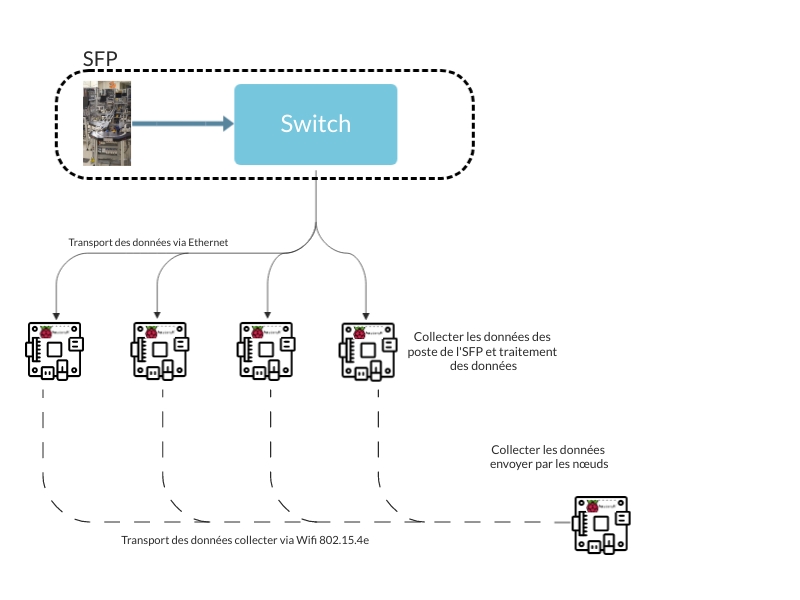 SFP
Switch
Transport des données via Ethernet
Collecter les données des
poste de l'SFP et traitement
des données
Collecter les données
envoyer par les nœuds
Transport des données collecter via Wifi 802.15.4e